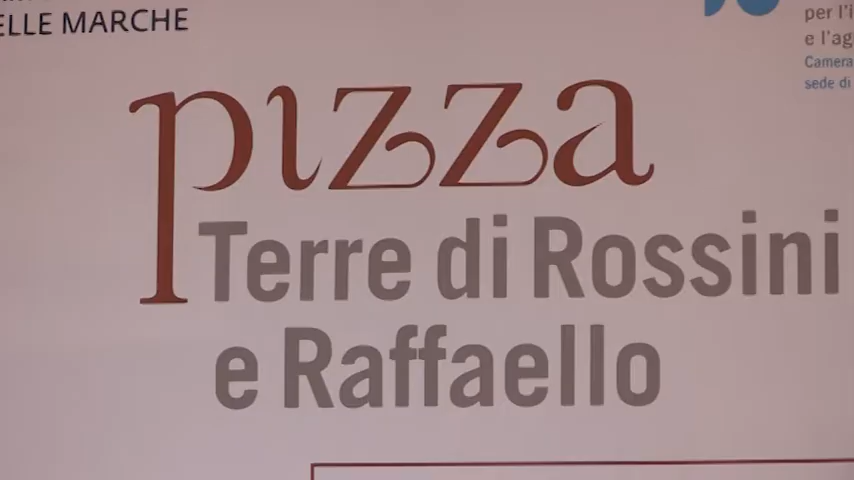 ELLE MARCHE
per l'i
e l'ag
Camera
sede di
pizza
Terre di Rossini
e Raffaello